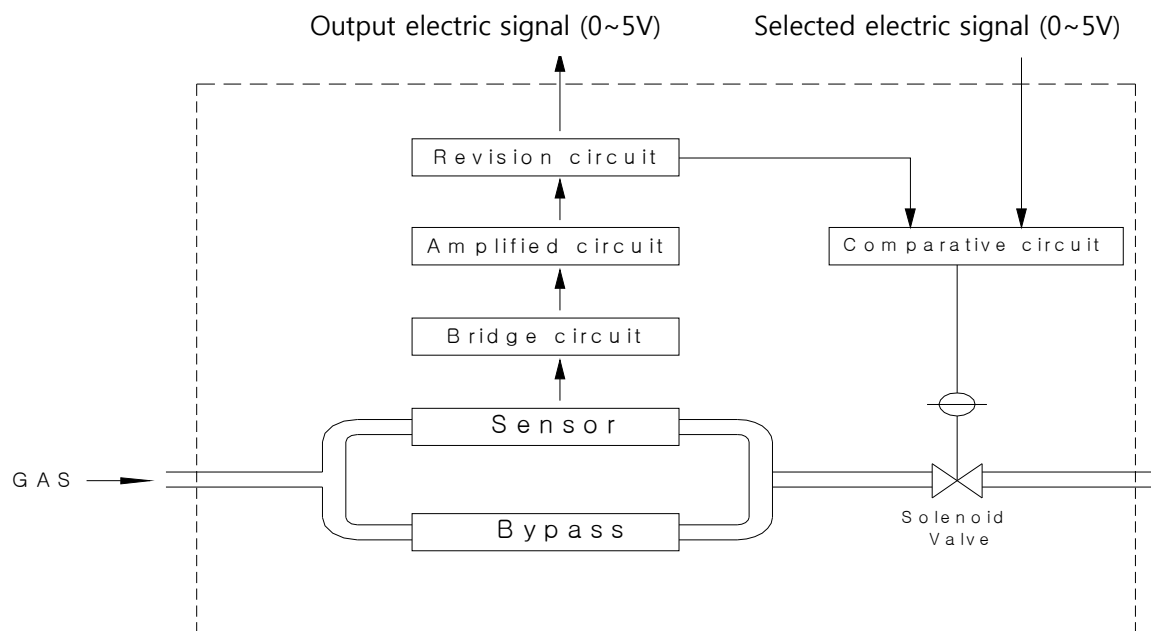 Output electric signal (0~5V)
Selected electric signal (0~5V)
Revision circuit
Amplified circuit
Comparative circuit
Bridge circuit
Sensor
GAS
Bypass
Solenoid
Valve